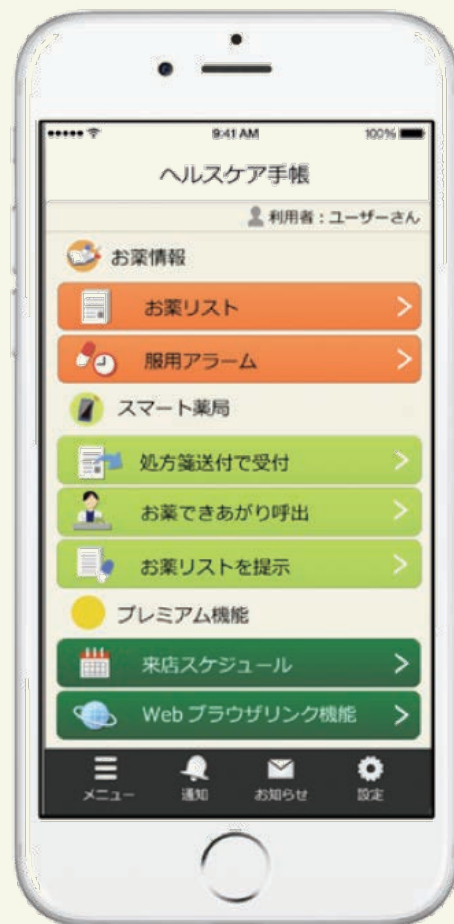 9:41 AM
100%
ヘルスケア手帳
利用者：ユーザーさん
お薬情報
お薬リスト
服用アラーム
スマート薬局
処方箋送付で受付
お薬できあがり呼出
お薬リストを提示
プレミアム機能
来店スケジュール
Web ブラウザリンク機能
メニュー
通知
お知らせ
設定